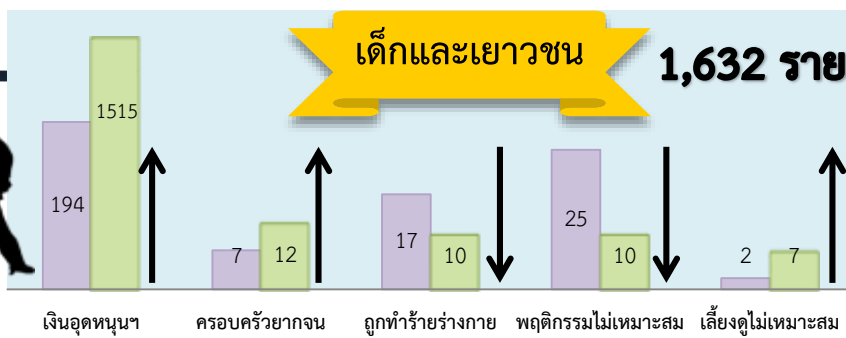 เด็กและเยาวชน
1,632 ราย
194
1515
7
12
17
10
25
10
2
7
เงินอุดหนุนฯ
ครอบครัวยากจน
ถูกทำร้ายร่างกาย
พฤติกรรมไม่เหมาะสม
เลี้ยงดูไม่เหมาะสม